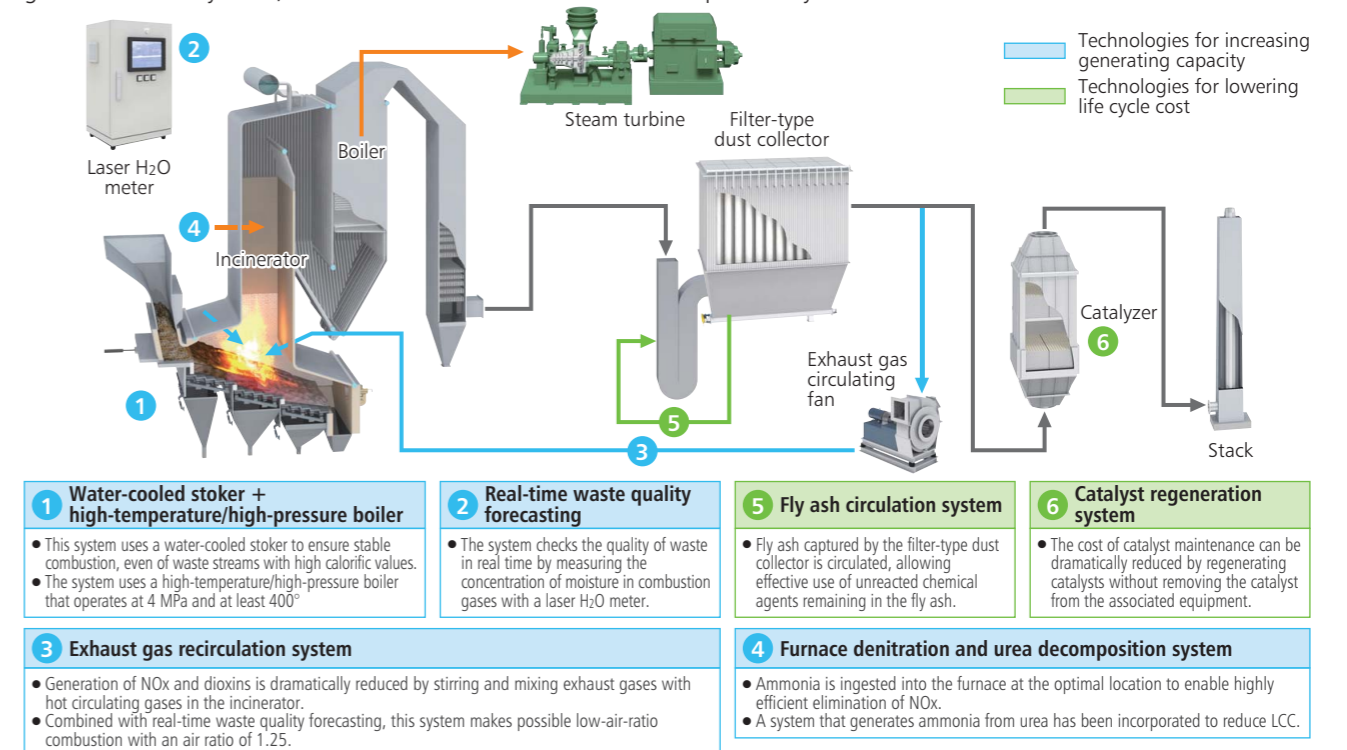 2
Laser H2O
meter
Boiler
Steam turbine
Filter-type
dust collector
Technologies for increasing
generating capacity
Technologies for lowering
life cycle cost
4
Incinerator
1
Exhaust gas
circulating
fan
5
3
Catalyzer
6
Stack
1 Water-cooled stoker +
high-temperature/high-pressure boiler
● This system uses a water-cooled stoker to ensure stable
combustion, even of waste streams with high calorific values.
● The system uses a high-temperature/high-pressure boiler
that operates at 4 MPa and at least 400°
2 Real-time waste quality
forecasting
● The system checks the quality of waste
in real time by measuring the
concentration of moisture in combustion
gases with a laser H2O meter.
5 Fly ash circulation system
● Fly ash captured by the filter-type dust
collector is circulated, allowing
effective use of unreacted chemical
agents remaining in the fly ash.
6 Catalyst regeneration
system
● The cost of catalyst maintenance can be
dramatically reduced by regenerating
catalysts without removing the catalyst
from the associated equipment.
3 Exhaust gas recirculation system
● Generation of NOx and dioxins is dramatically reduced by stirring and mixing exhaust gases with
hot circulating gases in the incinerator.
● Combined with real-time waste quality forecasting, this system makes possible low-air-ratio
combustion with an air ratio of 1.25.
4 Furnace denitration and urea decomposition system
● Ammonia is ingested into the furnace at the optimal location to enable highly
efficient elimination of NOx.
● A system that generates ammonia from urea has been incorporated to reduce LCC.